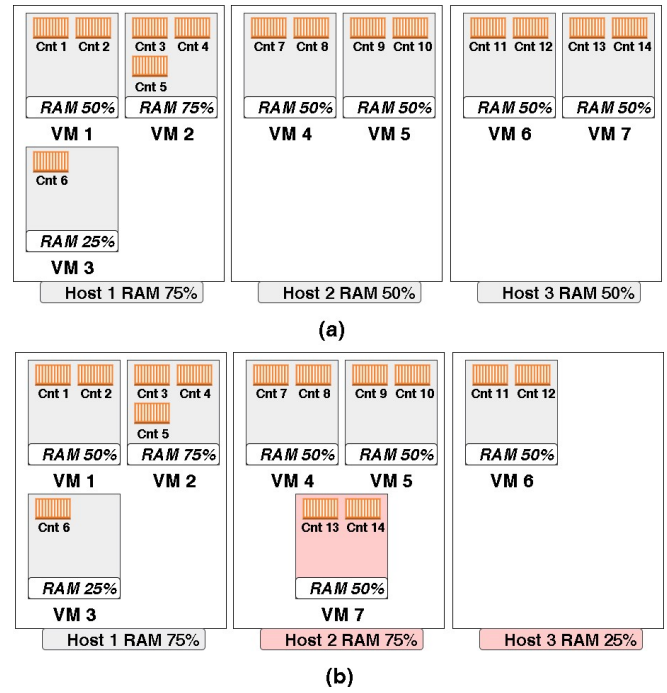 Cnt 1 Cnt 2 Cnt 3 Cnt 4 Cnt 7 Cnt 8 Cnt 9 Cnt 10 Cnt 11 Cnt 12 Cnt 13 Cnt 14
Cnt 5
RAM 50% RAM 75% RAM 50% RAM 50% RAM 50% RAM 50%
VM 1 VM 2 VM 4 VM 5 VM 6 VM 7
Cnt 6
RAM 25%
VM 3
Host 1 RAM 75% Host 2 RAM 50% Host 3 RAM 50%
(a)
Cnt 1 Cnt 2 Cnt 3 Cnt 4 Cnt 7 Cnt 8 Cnt 9 Cnt 10 Cnt 11 Cnt 12
Cnt 5
RAM 50% RAM 75% RAM 50% RAM 50% RAM 50%
VM 1 VM 2 VM 4 VM 5 VM 6
Cnt 6 Cnt 13 Cnt 14
RAM 25% RAM 50%
VM 3 VM 7
Host 1 RAM 75% Host 2 RAM 75% Host 3 RAM 25%
(b)